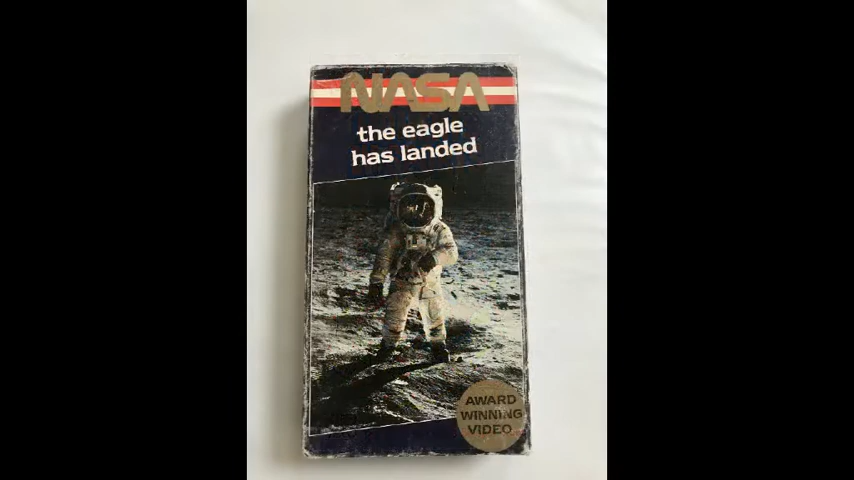 NASA
the eagle
has landed
AWARD
WINNING
VIDEO